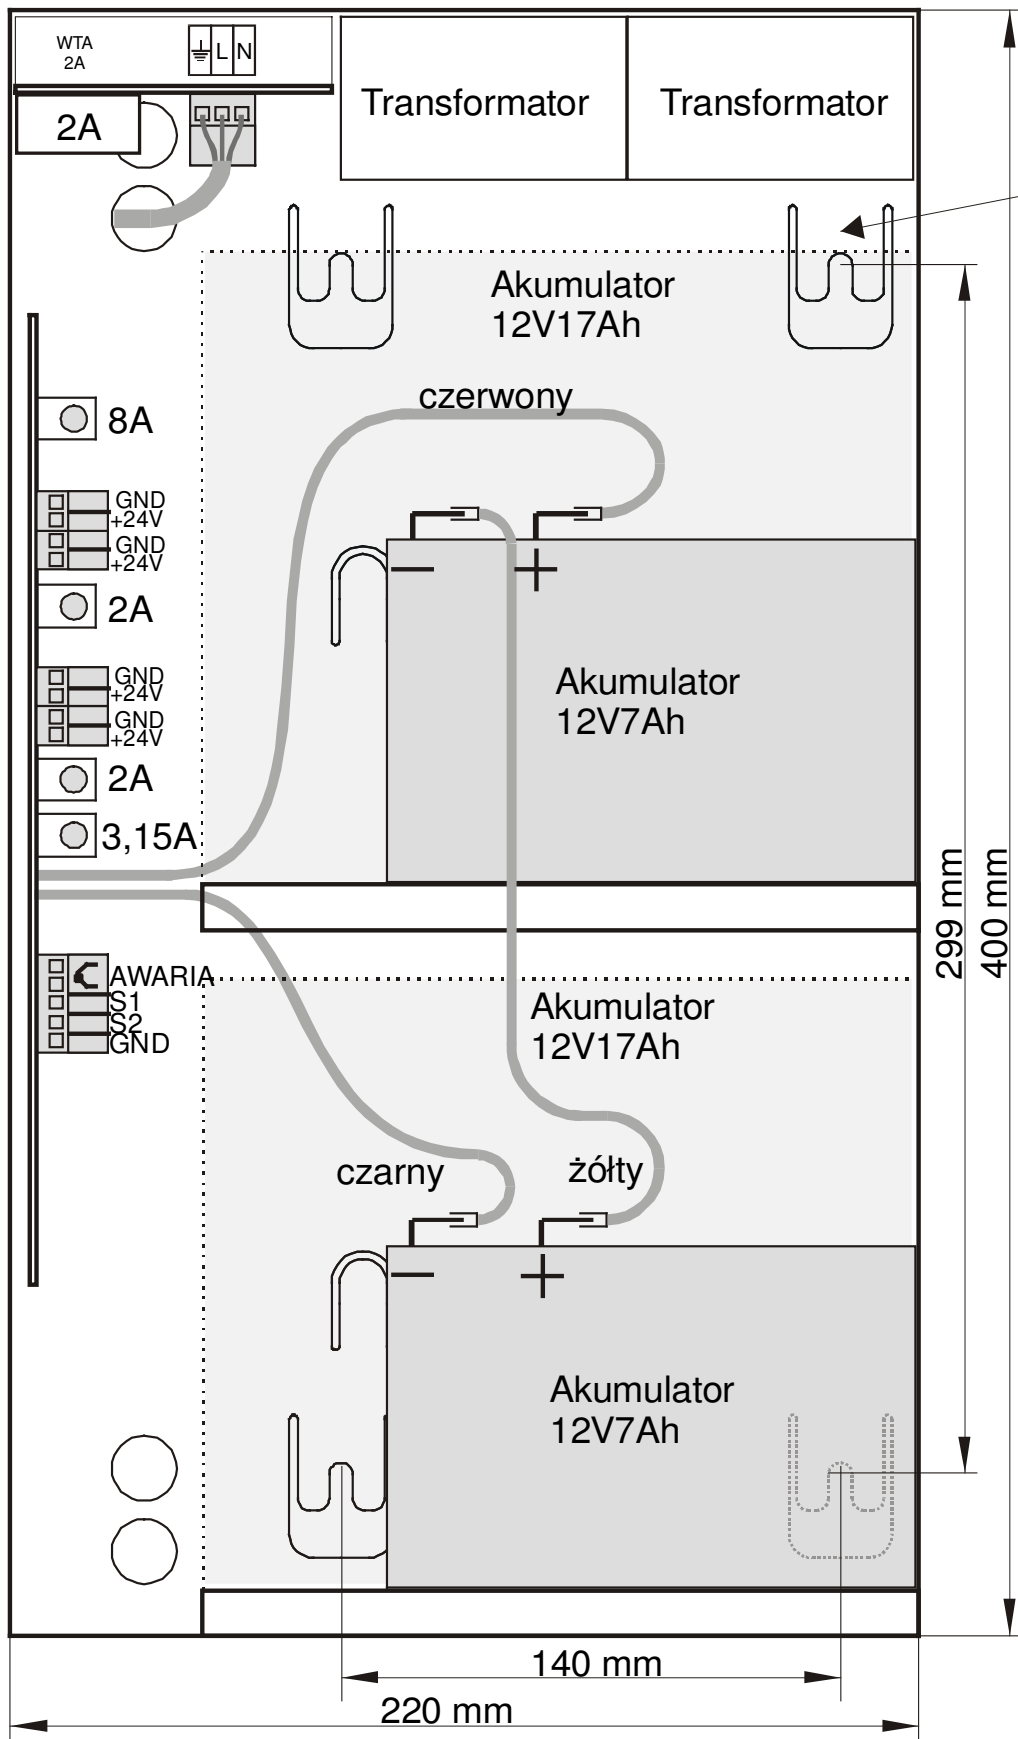 WTA
2A
L N
2A
Transformator
Transformator
Akumulator
12V17Ah
czerwony
8A
GND
+24V
GND
+24V
2A
GND
+24V
GND
+24V
2A
3,15A
Akumulator
12V7Ah
299 mm
400 mm
AWARIA
S1
S2
GND
Akumulator
12V17Ah
czarny
żółty
Akumulator
12V7Ah
140 mm
220 mm